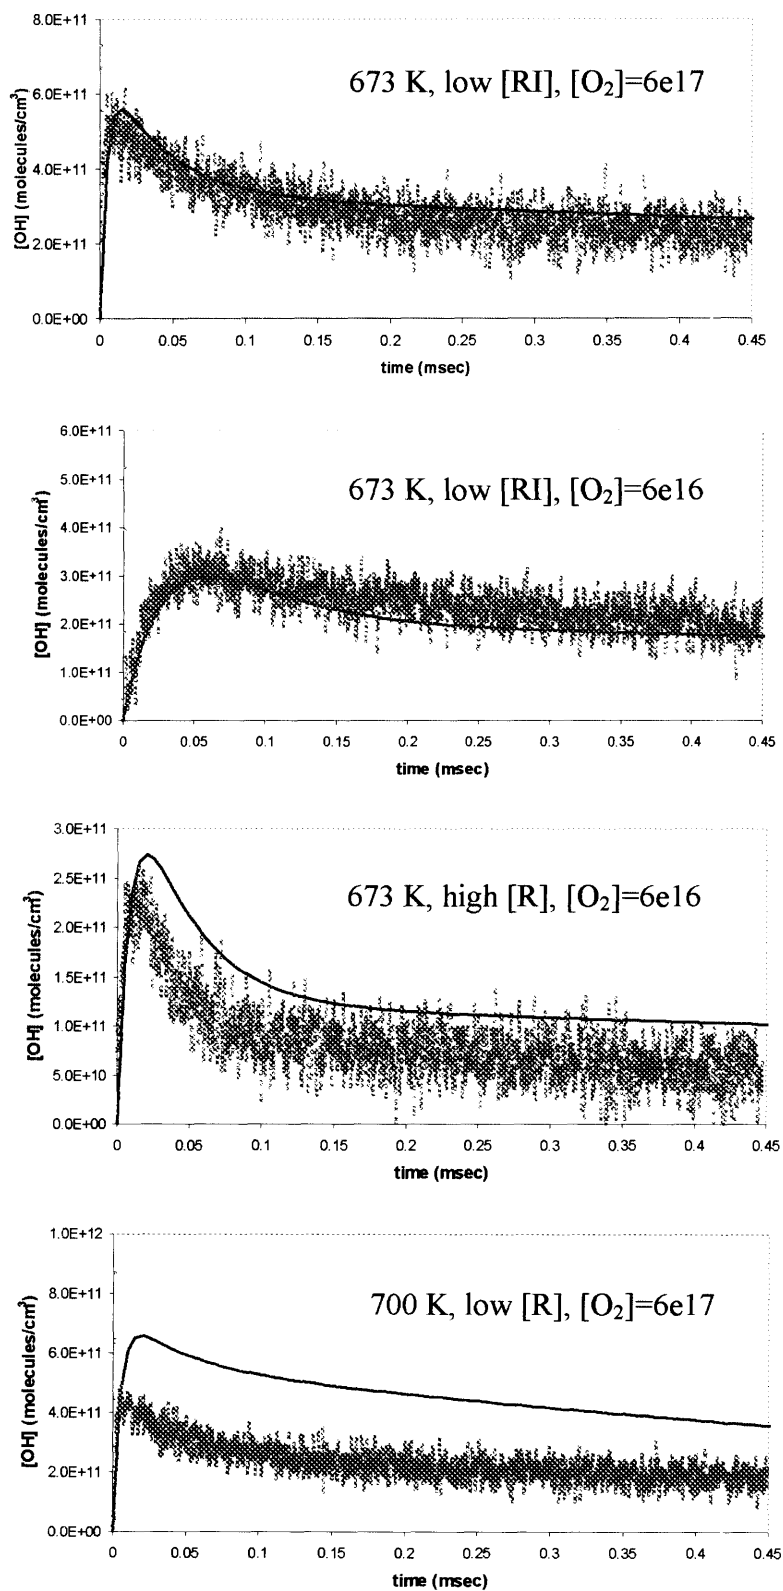 8.0E+11
6.0E+11
4.0E+11
2.0E+11
0.0E+00
[OH] (molecules/cm³)
673 K, low [RI], [O₂]=6e17
0 0.05 0.1 0.15 0.2 0.25 0.3 0.35 0.4 0.45
time (msec)
6.0E+11
5.0E+11
4.0E+11
3.0E+11
2.0E+11
1.0E+11
0.0E+00
[OH] (molecules/cm³)
673 K, low [RI], [O₂]=6e16
0 0.05 0.1 0.15 0.2 0.25 0.3 0.35 0.4 0.45
time (msec)
3.0E+11
2.5E+11
2.0E+11
1.5E+11
1.0E+11
5.0E+10
0.0E+00
[OH] (molecules/cm³)
673 K, high [R], [O₂]=6e16
0 0.05 0.1 0.15 0.2 0.25 0.3 0.35 0.4 0.45
time (msec)
1.0E+12
8.0E+11
6.0E+11
4.0E+11
2.0E+11
0.0E+00
[OH] (molecules/cm³)
700 K, low [R], [O₂]=6e17
0 0.05 0.1 0.15 0.2 0.25 0.3 0.35 0.4 0.45
time (msec)